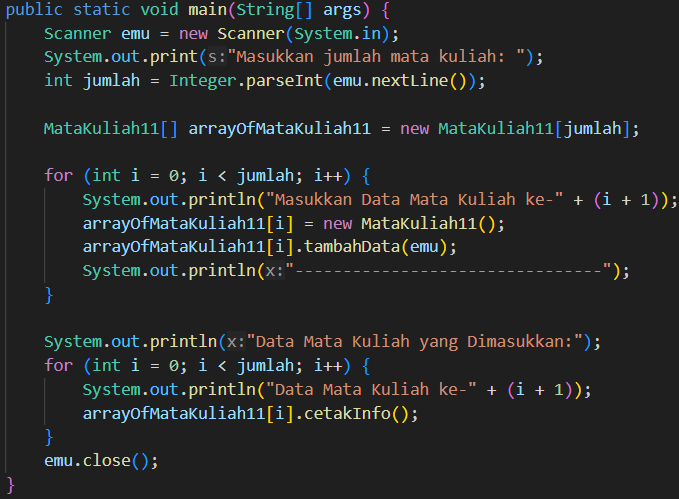 public static void main(String[] args) {
    Scanner emu = new Scanner(System.in);
    System.out.print(s:"Masukkan jumlah mata kuliah: ");
    int jumlah = Integer.parseInt(emu.nextLine());

    MataKuliah11[] arrayOfMataKuliah11 = new MataKuliah11[jumlah];

    for (int i = 0; i < jumlah; i++) {
        System.out.println("Masukkan Data Mata Kuliah ke-" + (i + 1));
        arrayOfMataKuliah11[i] = new MataKuliah11();
        arrayOfMataKuliah11[i].tambahData(emu);
        System.out.println(x:"--------------------------------");
    }

    System.out.println(x:"Data Mata Kuliah yang Dimasukkan:");
    for (int i = 0; i < jumlah; i++) {
        System.out.println("Data Mata Kuliah ke-" + (i + 1));
        arrayOfMataKuliah11[i].cetakInfo();
    }
    emu.close();
}